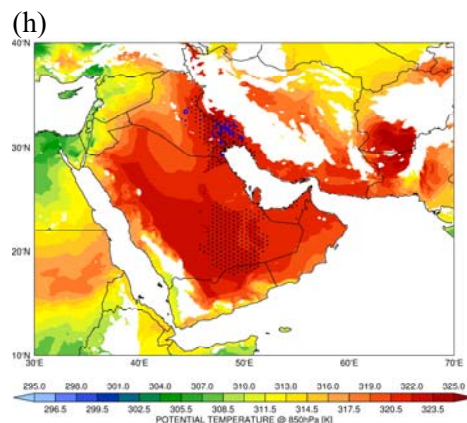 (h)
40°N
30°N
20°N
10°N
30°E 40°E 50°E 60°E 70°E
295.0 298.0 301.0 304.0 307.0 310.0 313.0 316.0 319.0 322.0 325.0
296.5 299.5 302.5 305.5 308.5 311.5 314.5 317.5 320.5 323.5
POTENTIAL TEMPERATURE @ 850hPa [K]